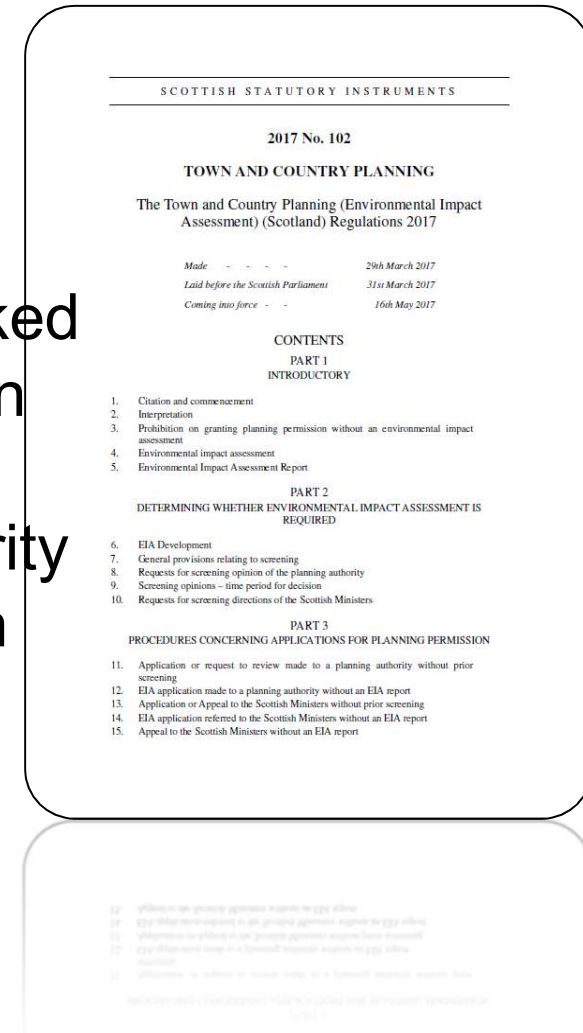 SCOTTISH STATUTORY INSTRUMENTS
2017 No. 102
TOWN AND COUNTRY PLANNING
The Town and Country Planning (Environmental Impact
Assessment) (Scotland) Regulations 2017
Made - - - - 29th March 2017
Laid before the Scottish Parliament 31st March 2017
Coming into force - - 16th May 2017
CONTENTS
PART 1
INTRODUCTORY
1. Citation and commencement
2. Interpretation
3. Prohibition on granting planning permission without an environmental impact
assessment
4. Environmental impact assessment
5. Environmental Impact Assessment Report
PART 2
DETERMINING WHETHER ENVIRONMENTAL IMPACT ASSESSMENT IS
REQUIRED
6. EIA Development
7. General provisions relating to screening
8. Requests for screening opinion of the planning authority
9. Screening opinions – time period for decision
10. Requests for screening directions of the Scottish Ministers
PART 3
PROCEDURES CONCERNING APPLICATIONS FOR PLANNING PERMISSION
11. Application or request to review made to a planning authority without prior
screening
12. EIA application made to a planning authority without an EIA report
13. Application or Appeal to the Scottish Ministers without prior screening
14. EIA application referred to the Scottish Ministers without an EIA report
15. Appeal to the Scottish Ministers without an EIA report